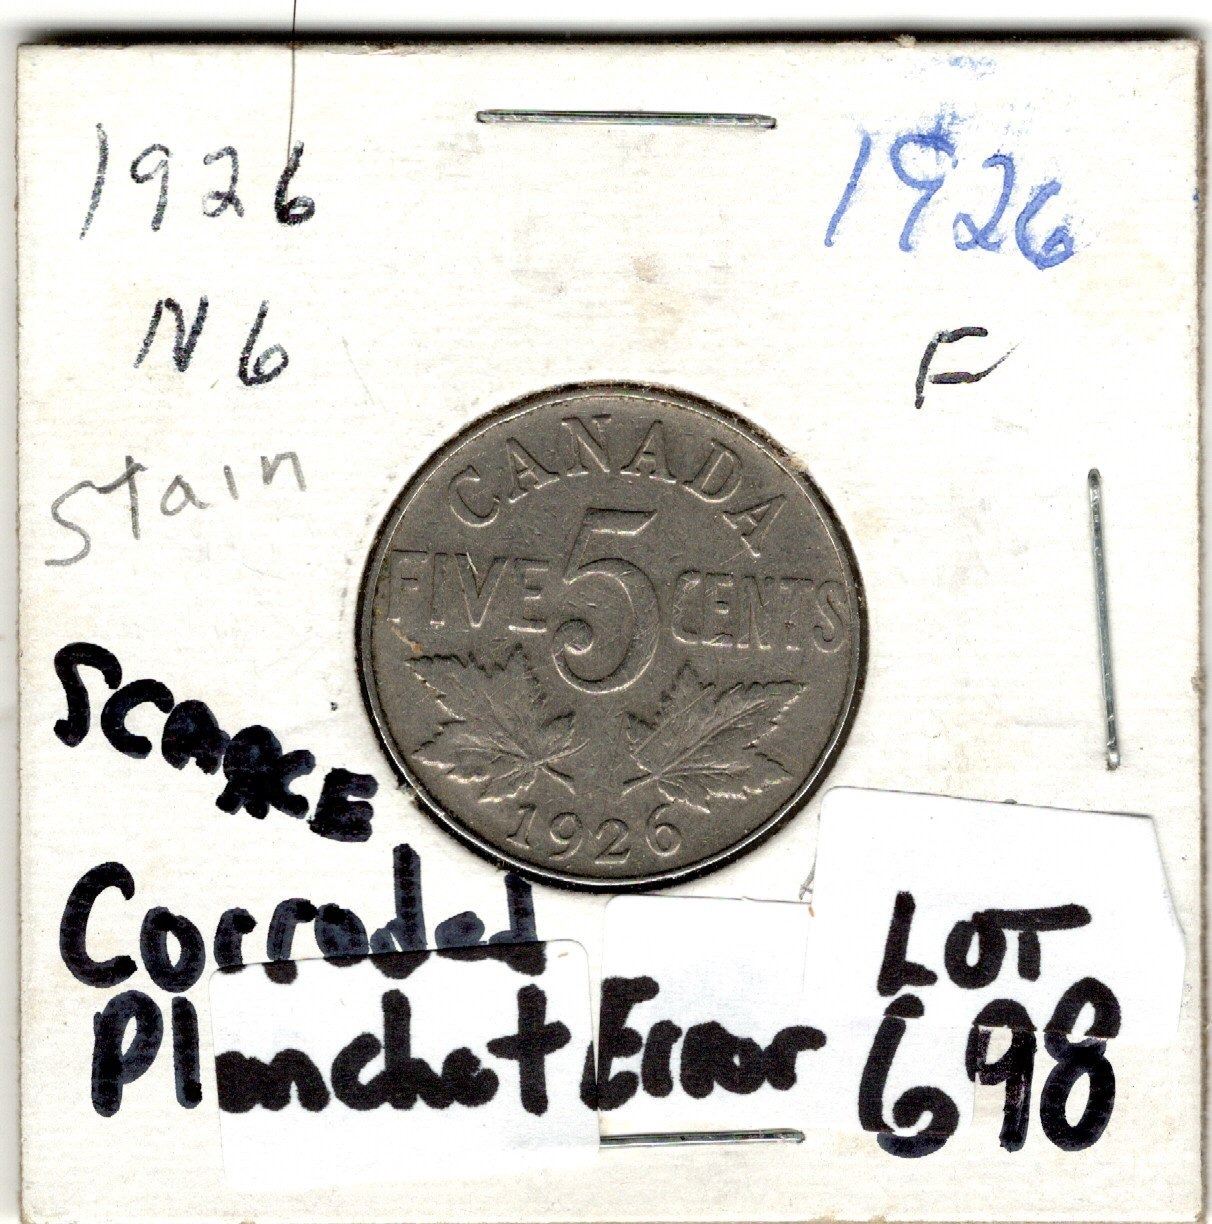 1926
1926
N6
F
Stain
CANADA
FIVE 5 CENTS
1926
SCARCE
Corroded
Planchet Error
LOT
698